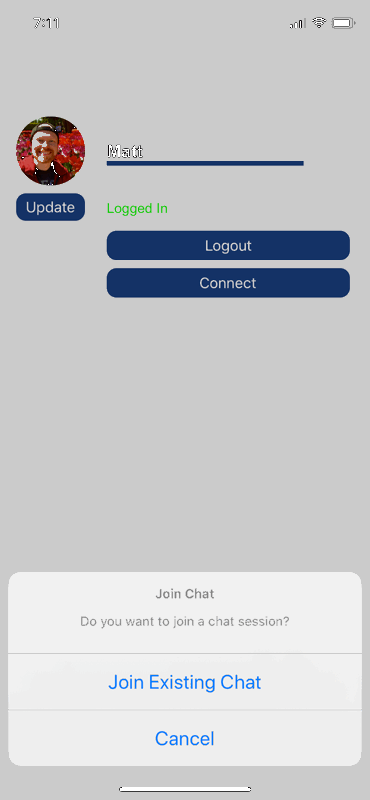 7:11
Matt
Update
Logged In
Logout
Connect
Join Chat
Do you want to join a chat session?
Join Existing Chat
Cancel